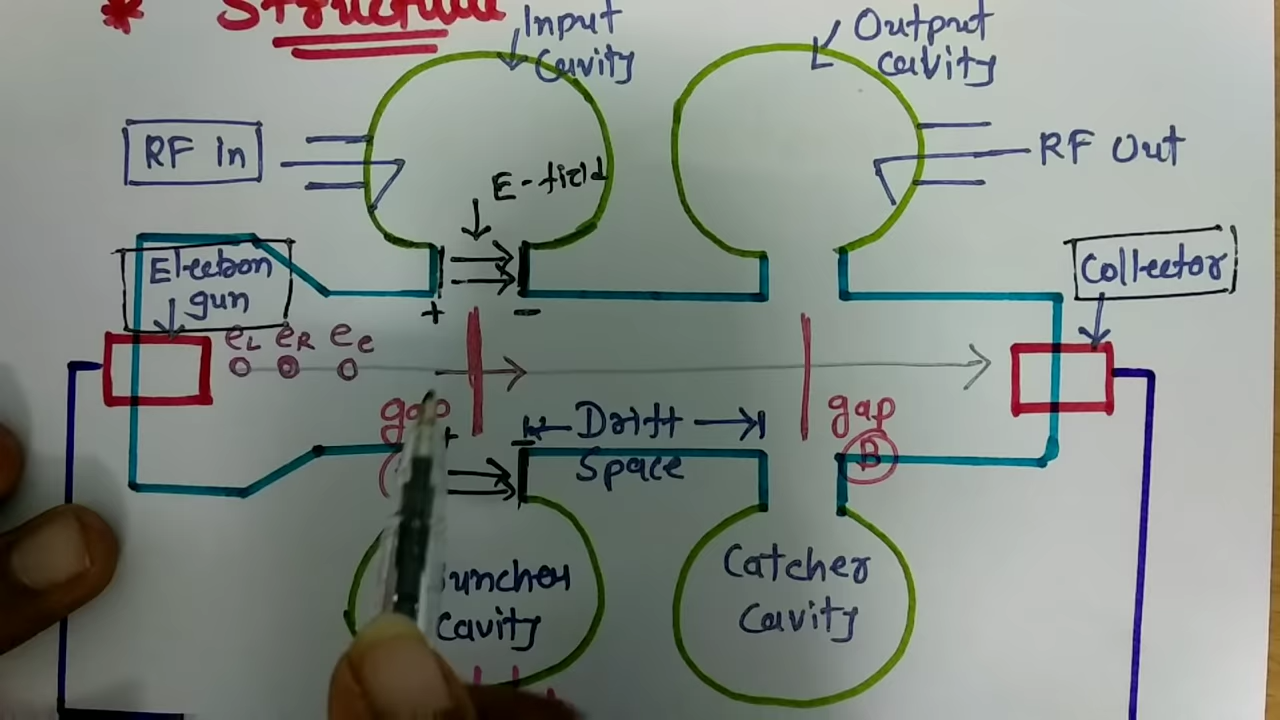 * Structure
Input
cavity
Output
cavity
RF In
E-field
RF Out
Electron
gun
Collector
+ -
eL eR ee
gap
+ -
Drift
Space
gap
B
Buncher
cavity
Catcher
cavity